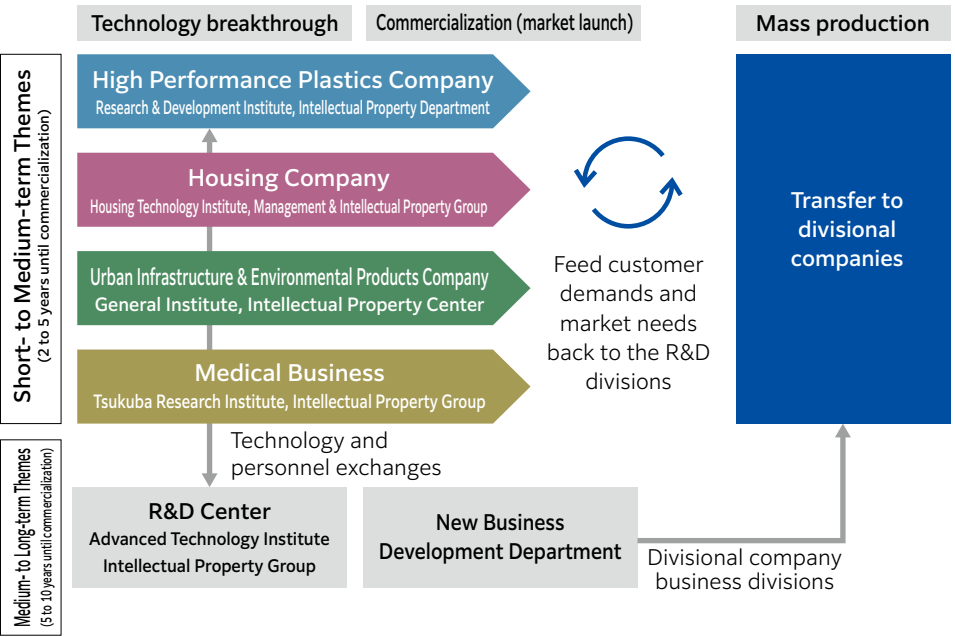 Technology breakthrough
Commercialization (market launch)
Mass production
Short- to Medium-term Themes
(2 to 5 years until commercialization)
High Performance Plastics Company
Research & Development Institute, Intellectual Property Department
Housing Company
Housing Technology Institute, Management & Intellectual Property Group
Urban Infrastructure & Environmental Products Company
General Institute, Intellectual Property Center
Medical Business
Tsukuba Research Institute, Intellectual Property Group
Feed customer
demands and
market needs
back to the R&D
divisions
Transfer to
divisional
companies
Technology and
personnel exchanges
Medium- to Long-term Themes
(5 to 10 years until commercialization)
R&D Center
Advanced Technology Institute
Intellectual Property Group
New Business
Development Department
Divisional company
business divisions